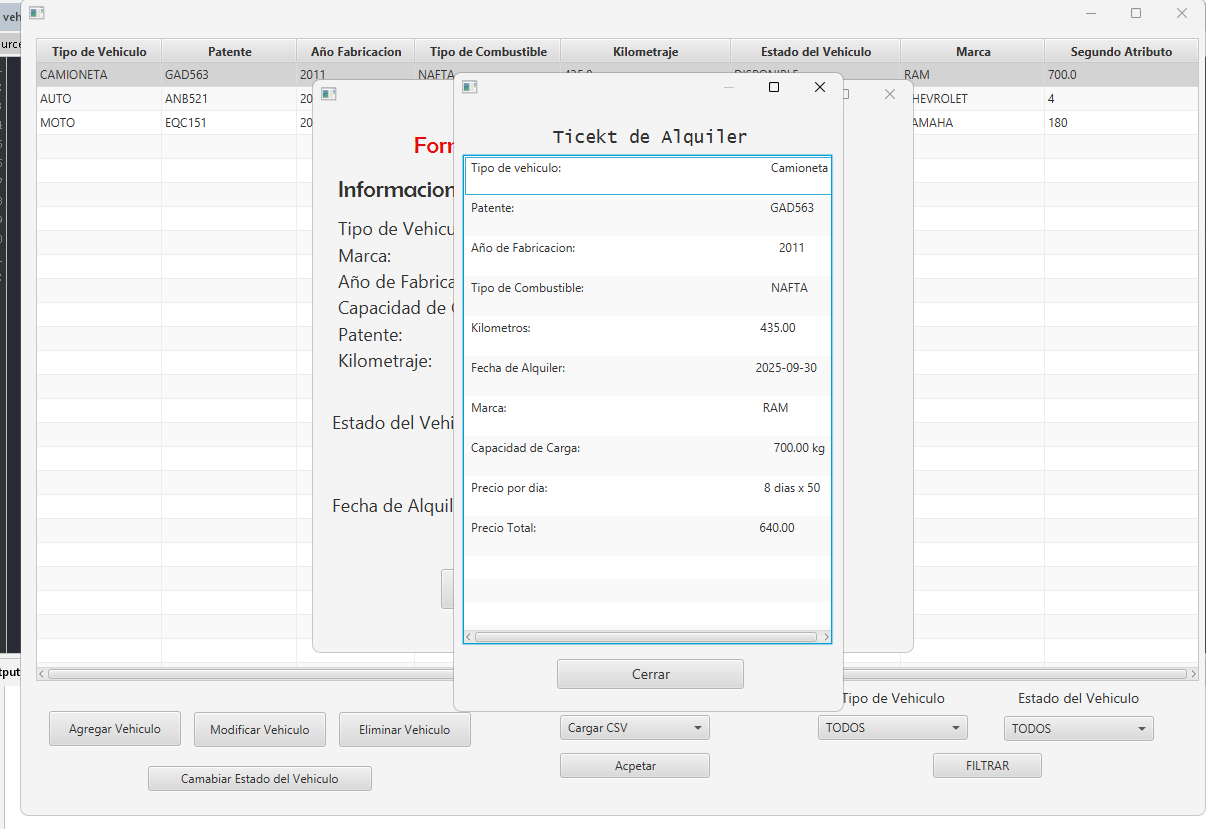 veh
Tipo de Vehiculo Patente Año Fabricacion Tipo de Combustible Kilometraje Estado del Vehiculo Marca Segundo Atributo
CAMIONETA GAD563 2011 NAFTA 435.0 DISPONIBLE RAM 700.0
AUTO ANB521 20 HEVROLET 4
MOTO EQC151 20 AMAHA 180
Form
Informacion
Tipo de Vehicu
Marca:
Año de Fabrica
Capacidad de
Patente:
Kilometraje:
Estado del Vehi
Fecha de Alquil
Ticekt de Alquiler
Tipo de vehiculo: Camioneta
Patente: GAD563
Año de Fabricacion: 2011
Tipo de Combustible: NAFTA
Kilometros: 435.00
Fecha de Alquiler: 2025-09-30
Marca: RAM
Capacidad de Carga: 700.00 kg
Precio por dia: 8 dias x 50
Precio Total: 640.00
Cerrar
tput
Tipo de Vehiculo Estado del Vehiculo
Agregar Vehiculo Modificar Vehiculo Eliminar Vehiculo Cargar CSV TODOS TODOS
Camabiar Estado del Vehiculo Acpetar FILTRAR